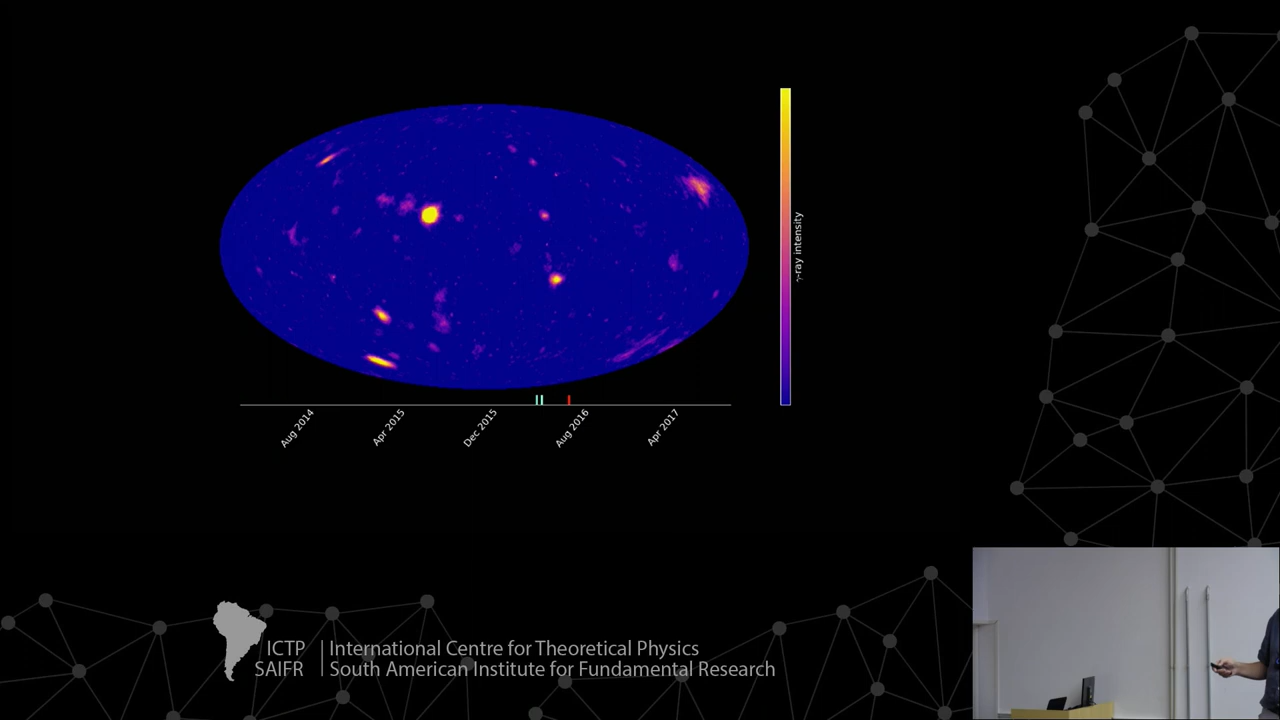 γ-ray intensity
Aug 2014
Apr 2015
Dec 2015
Aug 2016
Apr 2017
ICTP
SAIFR
International Centre for Theoretical Physics
South American Institute for Fundamental Research